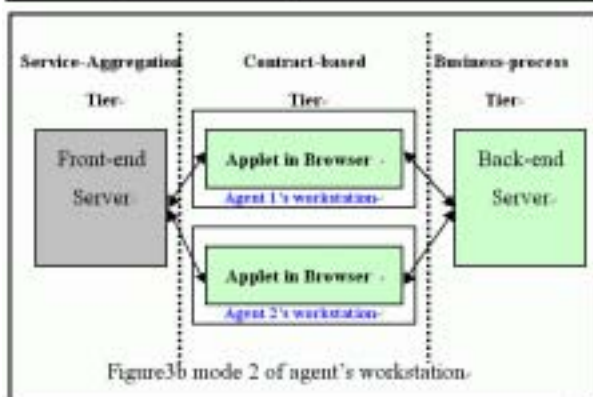 Service-Aggregation Contract-based Business-process
Tier Tier Tier
Front-end
Server
Applet in Browser
Agent 1's workstation
Back-end
Server
Applet in Browser
Agent 2's workstation
Figure3b mode 2 of agent's workstation